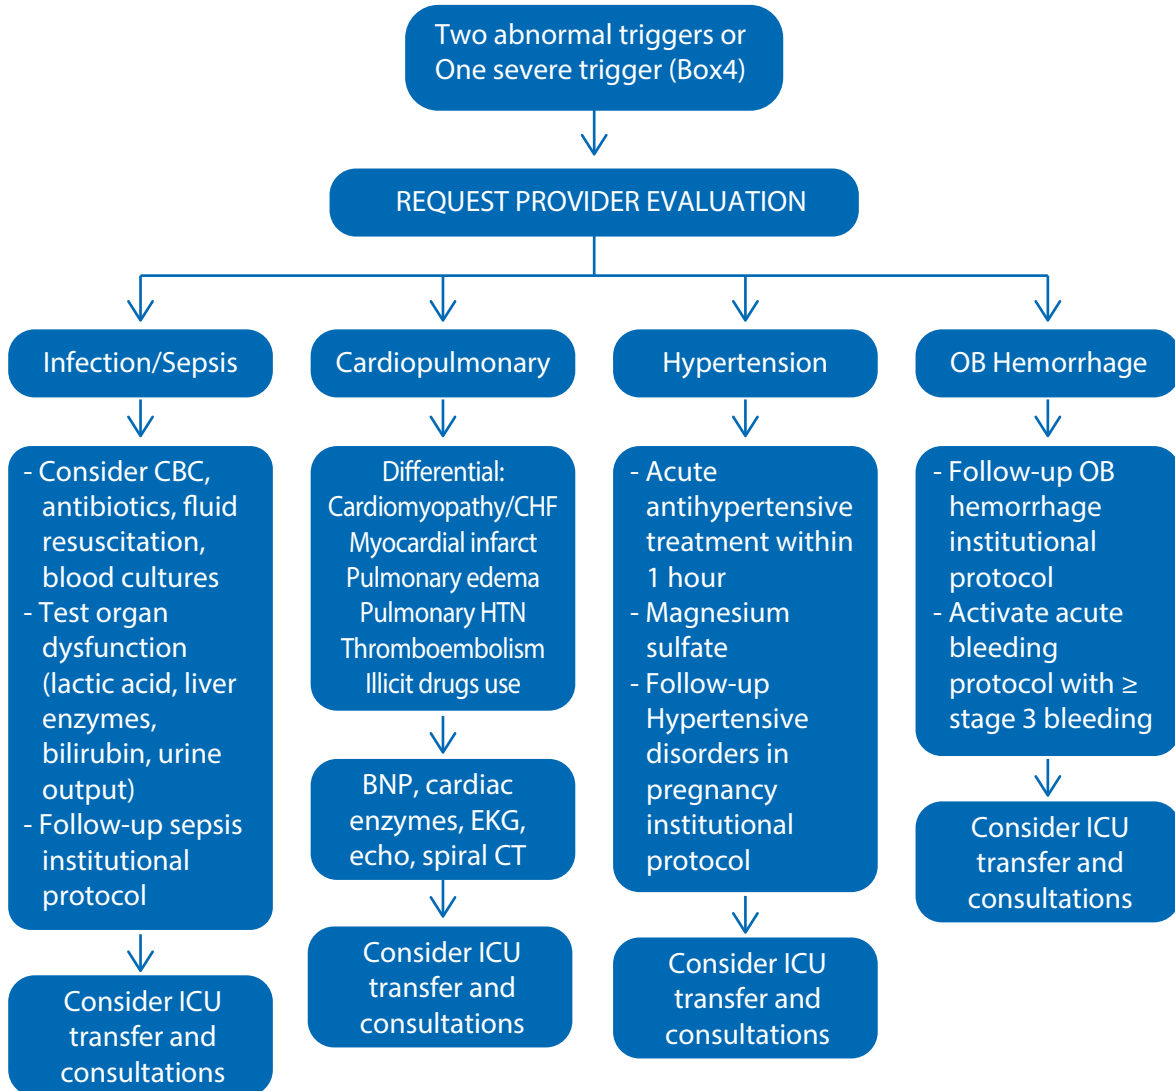 Two abnormal triggers or
One severe trigger (Box4)
REQUEST PROVIDER EVALUATION
Infection/Sepsis
- Consider CBC,
antibiotics, fluid
resuscitation,
blood cultures
- Test organ
dysfunction
(lactic acid, liver
enzymes,
bilirubin, urine
output)
- Follow-up sepsis
institutional
protocol
Consider ICU
transfer and
consultations
Cardiopulmonary
Differential:
Cardiomyopathy/CHF
Myocardial infarct
Pulmonary edema
Pulmonary HTN
Thromboembolism
Illicit drugs use
BNP, cardiac
enzymes, EKG,
echo, spiral CT
Consider ICU
transfer and
consultations
Hypertension
- Acute
antihypertensive
treatment within
1 hour
- Magnesium
sulfate
- Follow-up
Hypertensive
disorders in
pregnancy
institutional
protocol
Consider ICU
transfer and
consultations
OB Hemorrhage
- Follow-up OB
hemorrhage
institutional
protocol
- Activate acute
bleeding
protocol with ≥
stage 3 bleeding
Consider ICU
transfer and
consultations